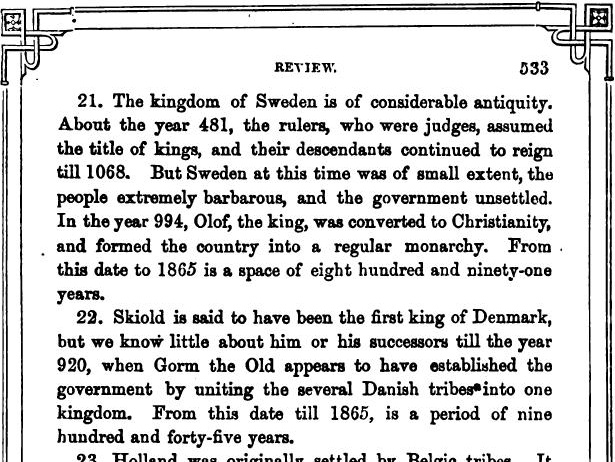 REVIEW. 533
21. The kingdom of Sweden is of considerable antiquity.
About the year 481, the rulers, who were judges, assumed
the title of kings, and their descendants continued to reign
till 1068. But Sweden at this time was of small extent, the
people extremely barbarous, and the government unsettled.
In the year 994, Olof, the king, was converted to Christianity,
and formed the country into a regular monarchy. From
this date to 1865 is a space of eight hundred and ninety-one
years.
22. Skiold is said to have been the first king of Denmark,
but we know little about him or his successors till the year
920, when Gorm the Old appears to have established the
government by uniting the several Danish tribes into one
kingdom. From this date till 1865, is a period of nine
hundred and forty-five years.
23. Holland was originally settled by Belgic tribes. It